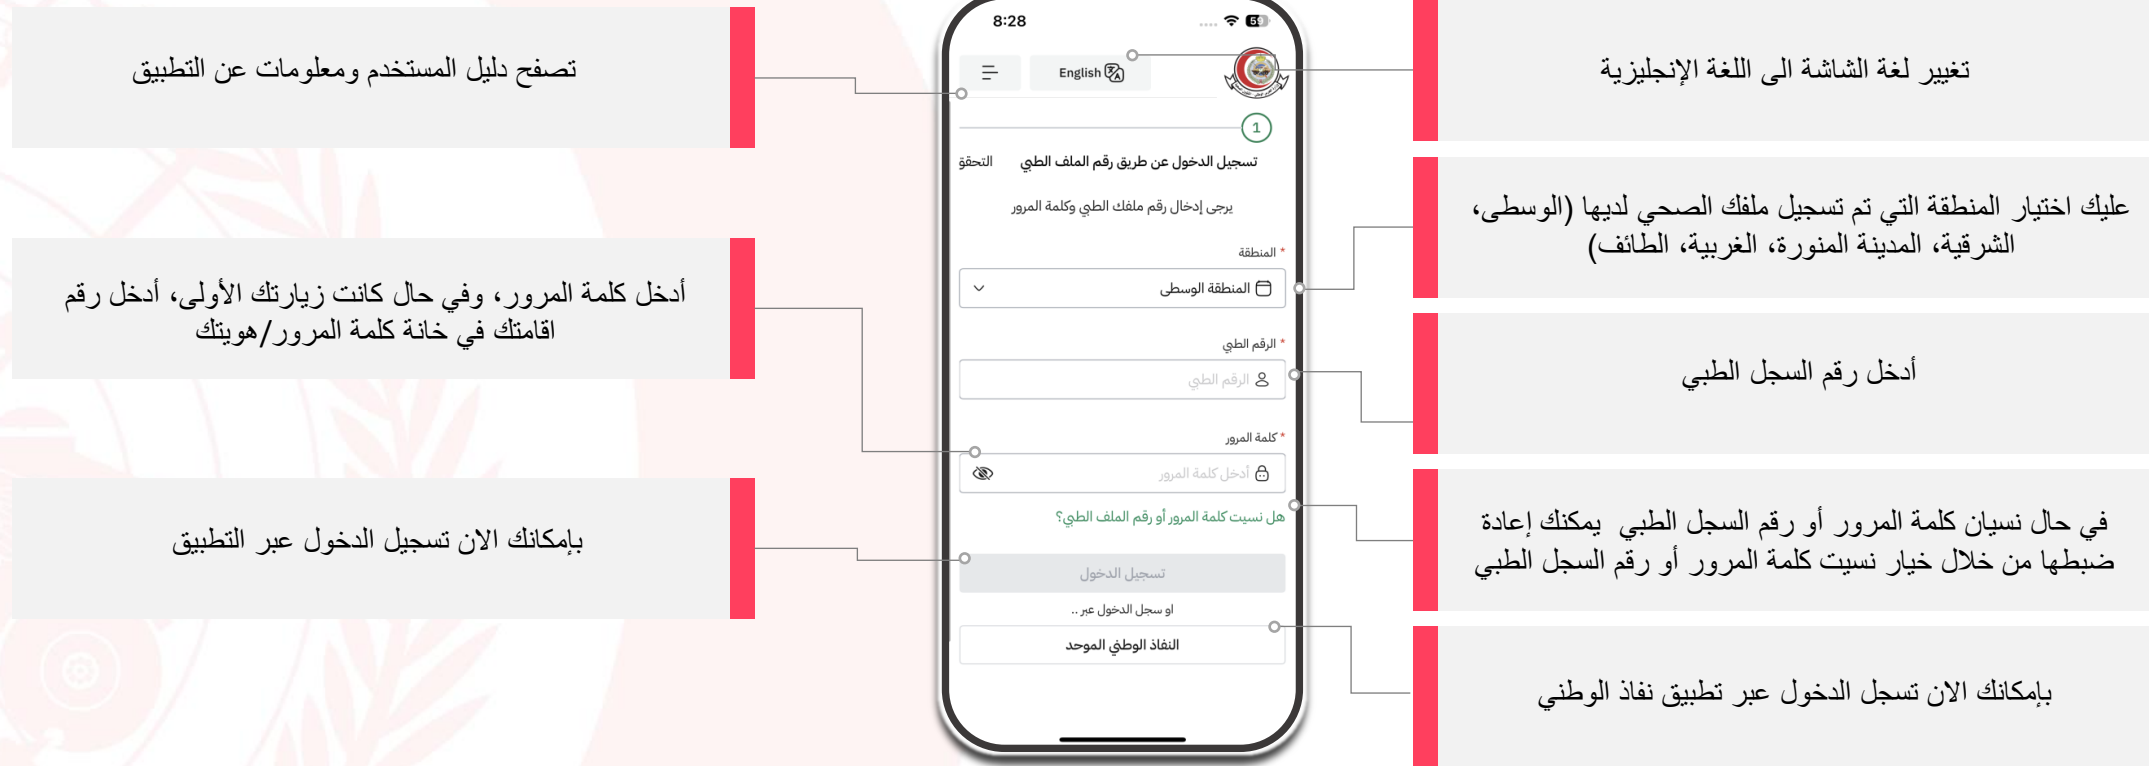 تغيير لغة الشاشة الى اللغة الإنجليزية
عليك اختيار المنطقة التي تم تسجيل ملفك الصحي لديها (الوسطى،
الشرقية، المدينة المنورة، الغربية، الطائف)
أدخل رقم السجل الطبي
في حال نسيان كلمة المرور أو رقم السجل الطبي يمكنك إعادة
ضبطها من خلال خيار نسيت كلمة المرور أو رقم السجل الطبي
بإمكانك الان تسجل الدخول عبر تطبيق نفاذ الوطني
8:28
59
English
1
تسجيل الدخول عن طريق رقم الملف الطبي
التحقق
يرجى إدخال رقم ملفك الطبي وكلمة المرور
* المنطقة
المنطقة الوسطى
* الرقم الطبي
الرقم الطبي
* كلمة المرور
أدخل كلمة المرور
هل نسيت كلمة المرور أو رقم الملف الطبي؟
تسجيل الدخول
او سجل الدخول عبر ..
النفاذ الوطني الموحد
تصفح دليل المستخدم ومعلومات عن التطبيق
أدخل كلمة المرور، وفي حال كانت زيارتك الأولى، أدخل رقم
اقامتك في خانة كلمة المرور/هويتك
بإمكانك الان تسجيل الدخول عبر التطبيق